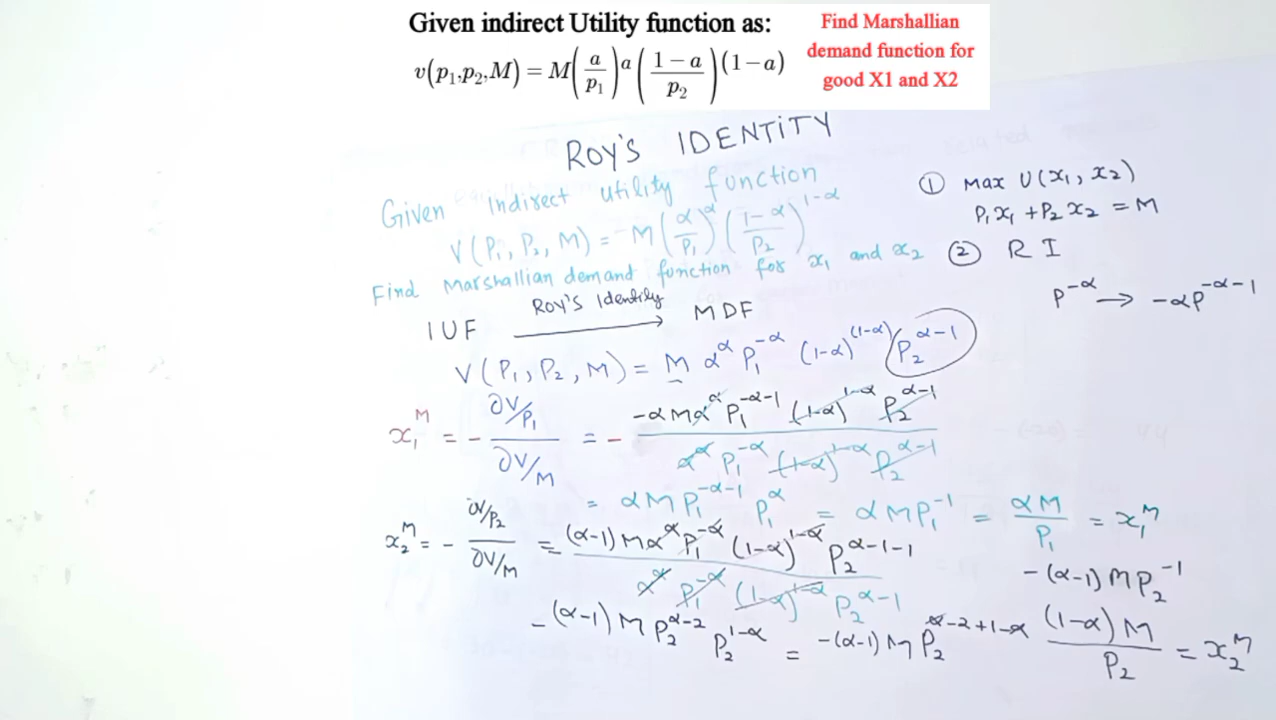 Given indirect Utility function as:
v(p₁,p₂,M) = M(a/p₁)^a ((1-a)/p₂)^(1-a)
Find Marshallian
demand function for
good X1 and X2
ROY'S IDENTITY
Given Indirect utility function
V(P₁, P₂, M) = M(α/P₁)^α ((1-α)/P₂)^(1-α)
Find Marshallian demand function for x₁ and x₂
① Max U(x₁, x₂)
P₁x₁ + P₂x₂ = M
② R I
P^(-α) → -αP^(-α-1)
IUF Roy's Identity → MDF
V(P₁, P₂, M) = M α^α P₁^(-α) (1-α)^(1-α) P₂^(α-1)
x₁^M = - (∂V/P₁)/(∂V/M) = - (-α M α^α P₁^(-α-1) (1-α)^(1-α) P₂^(α-1))/(α^α P₁^(-α) (1-α)^(1-α) P₂^(α-1))
= α M P₁^(-α-1) P₁^α = α M P₁^(-1) = αM/P₁ = x₁^M
x₂^M = - (∂V/P₂)/(∂V/M) = ((α-1) M α^α P₁^(-α) (1-α)^(1-α) P₂^(α-1-1))/(α^α P₁^(-α) (1-α)^(1-α) P₂^(α-1))
-(α-1) M P₂^(-1)
-(α-1) M P₂^(α-2) P₂^(1-α) = -(α-1) M P₂^(α-2+1-α) (1-α)M/P₂ = x₂^M